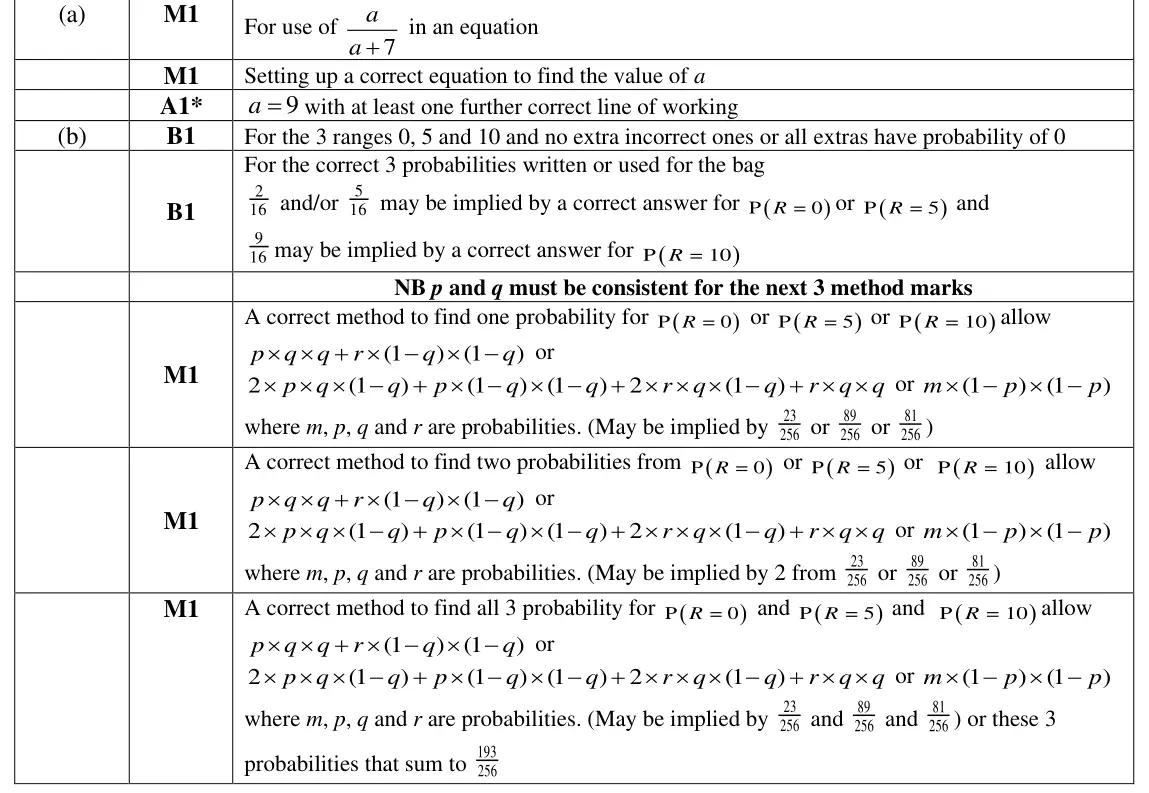 (a) M1 For use of a/(a+7) in an equation
M1 Setting up a correct equation to find the value of a
A1* a = 9 with at least one further correct line of working
(b) B1 For the 3 ranges 0, 5 and 10 and no extra incorrect ones or all extras have probability of 0
For the correct 3 probabilities written or used for the bag
B1 2/16 and/or 5/16 may be implied by a correct answer for P(R = 0) or P(R = 5) and
9/16 may be implied by a correct answer for P(R = 10)
NB p and q must be consistent for the next 3 method marks
A correct method to find one probability for P(R = 0) or P(R = 5) or P(R = 10) allow
p×q×q+r×(1−q)×(1−q) or
M1 2×p×q×(1−q)+p×(1−q)×(1−q)+2×r×q×(1−q)+r×q×q or m×(1−p)×(1−p)
where m, p, q and r are probabilities. (May be implied by 23/256 or 89/256 or 81/256)
A correct method to find two probabilities from P(R = 0) or P(R = 5) or P(R = 10) allow
p×q×q+r×(1−q)×(1−q) or
M1 2×p×q×(1−q)+p×(1−q)×(1−q)+2×r×q×(1−q)+r×q×q or m×(1−p)×(1−p)
where m, p, q and r are probabilities. (May be implied by 2 from 23/256 or 89/256 or 81/256)
M1 A correct method to find all 3 probability for P(R = 0) and P(R = 5) and P(R = 10) allow
p×q×q+r×(1−q)×(1−q) or
2×p×q×(1−q)+p×(1−q)×(1−q)+2×r×q×(1−q)+r×q×q or m×(1−p)×(1−p)
where m, p, q and r are probabilities. (May be implied by 23/256 and 89/256 and 81/256) or these 3
probabilities that sum to 193/256